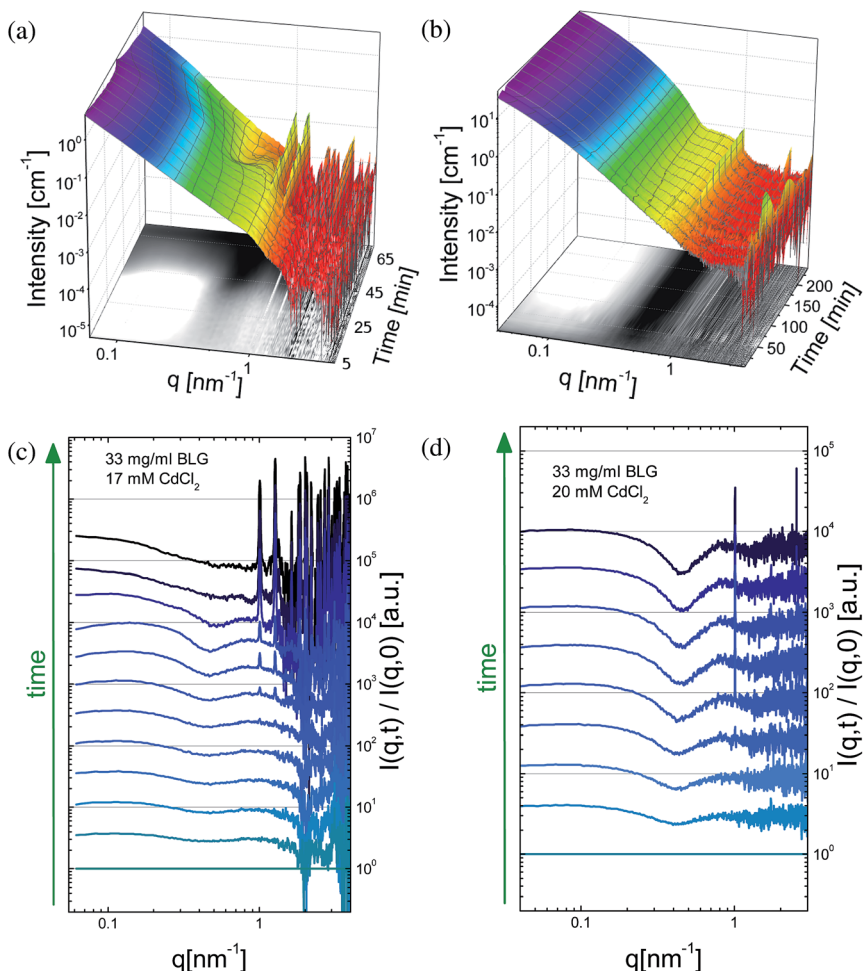 (a)
Intensity [cm⁻¹]
10⁰
10⁻¹
10⁻²
10⁻³
10⁻⁴
10⁻⁵
0.1
1
q [nm⁻¹]
5
25
45
65
Time [min]
(b)
Intensity [cm⁻¹]
10¹
10⁰
10⁻¹
10⁻²
10⁻³
10⁻⁴
0.1
1
q [nm⁻¹]
50
100
150
200
Time [min]
(c)
time
33 mg/ml BLG
17 mM CdCl₂
10⁷
10⁶
10⁵
10⁴
10³
10²
10¹
10⁰
I(q,t) / I(q,0) [a.u.]
0.1
1
q[nm⁻¹]
(d)
time
33 mg/ml BLG
20 mM CdCl₂
10⁵
10⁴
10³
10²
10¹
10⁰
I(q,t) / I(q,0) [a.u.]
0.1
1
q[nm⁻¹]